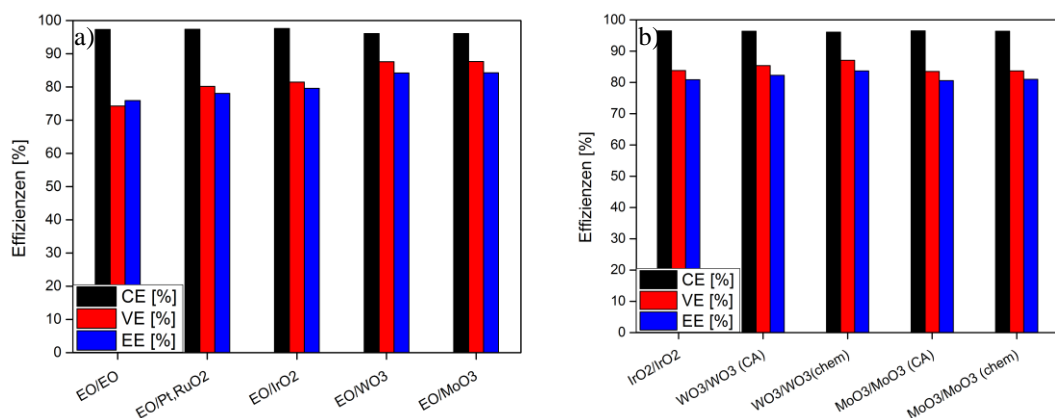 a)
Effizienzen [%]
100
90
80
70
60
50
40
30
20
10
0
CE [%]
VE [%]
EE [%]
EO/EO
EO/Pt,RuO2
EO/IrO2
EO/WO3
EO/MoO3
b)
Effizienzen [%]
100
90
80
70
60
50
40
30
20
10
0
CE [%]
VE [%]
EE [%]
IrO2/IrO2
WO3/WO3 (CA)
WO3/WO3(chem)
MoO3/MoO3 (CA)
MoO3/MoO3 (chem)